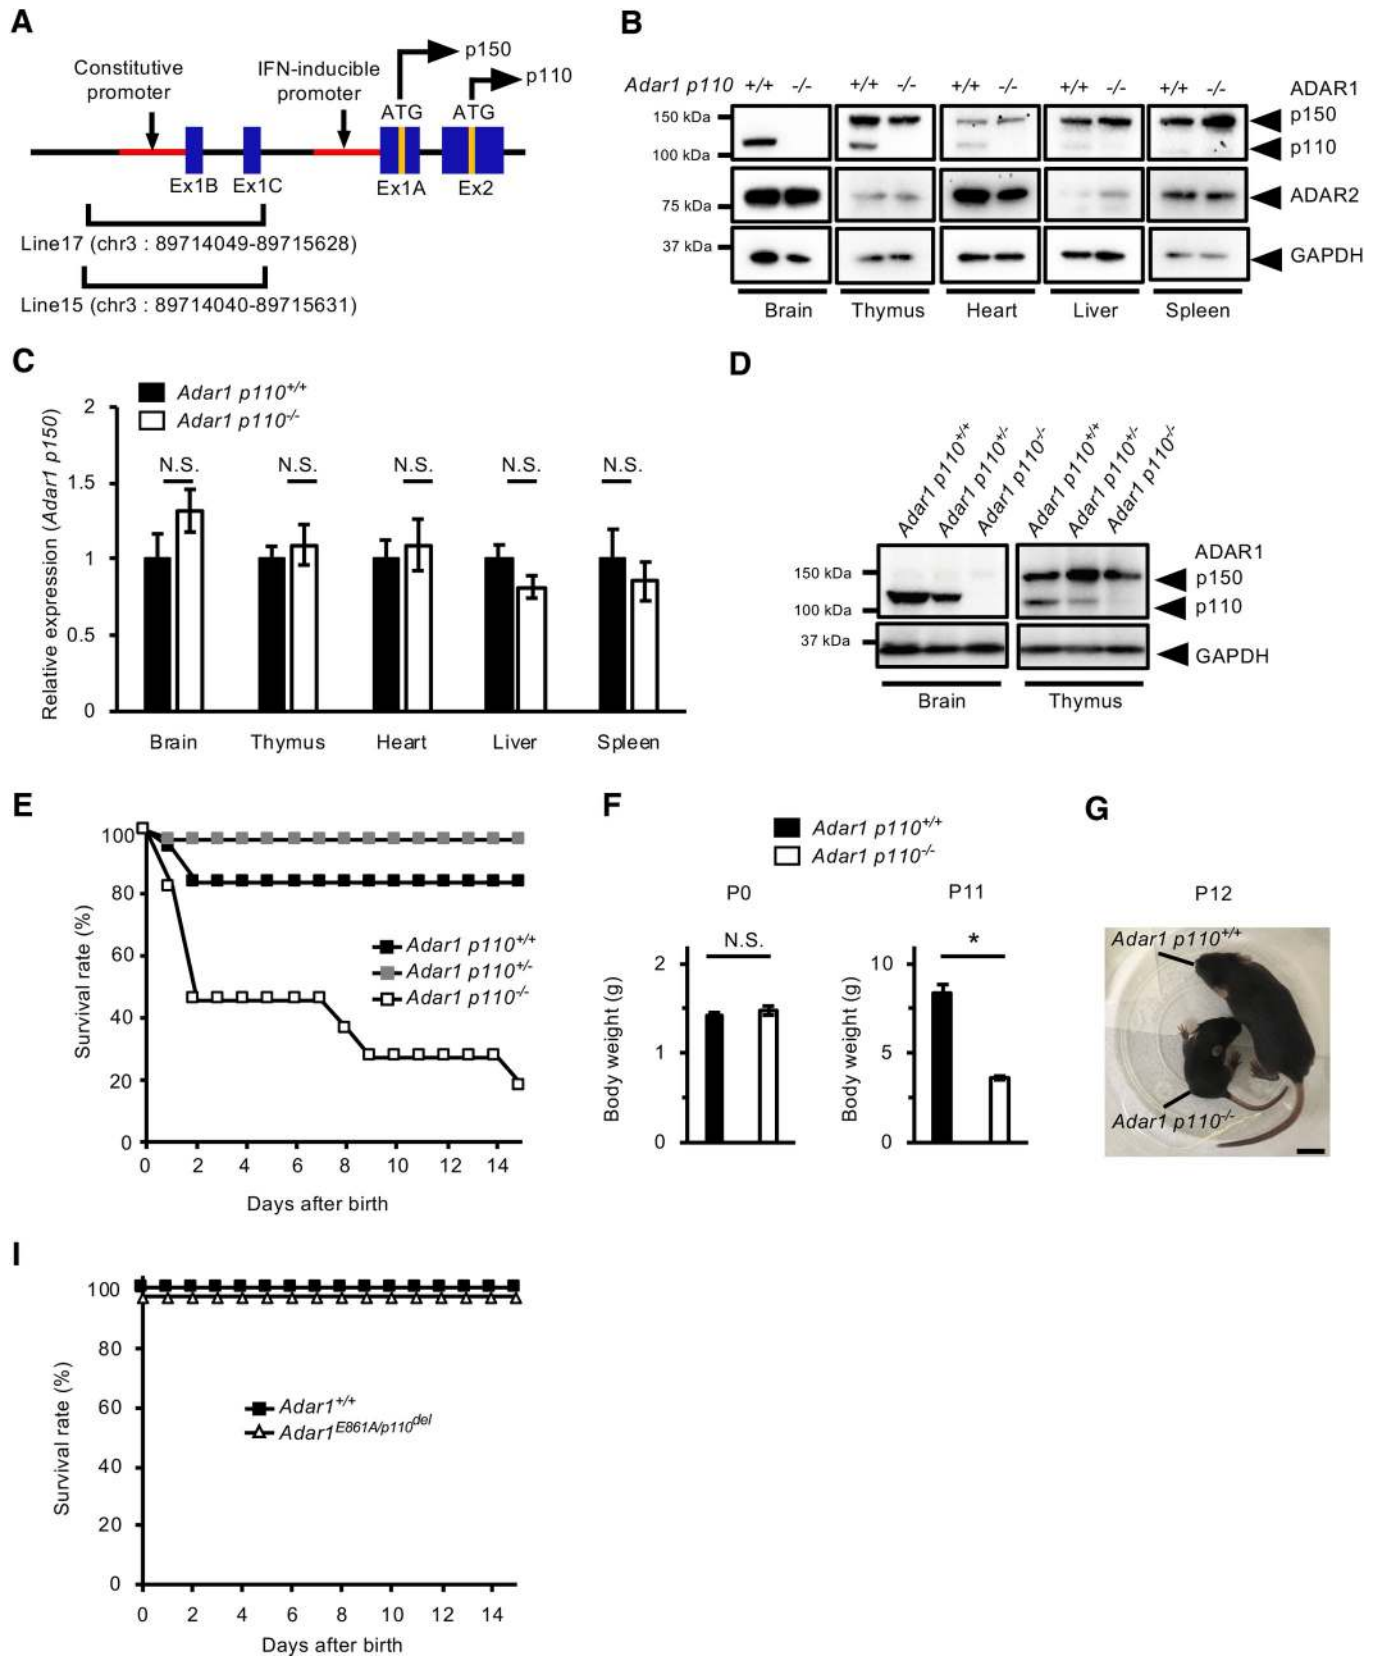 A
Constitutive promoter
IFN-inducible promoter
p150
p110
ATG
ATG
Ex1B
Ex1C
Ex1A
Ex2
Line17 (chr3 : 89714049-89715628)
Line15 (chr3 : 89714040-89715631)
B
Adar1 p110 +/+ -/- +/+ -/- +/+ -/- +/+ -/- +/+ -/- ADAR1
150 kDa
p150
100 kDa
p110
75 kDa
ADAR2
37 kDa
GAPDH
Brain Thymus Heart Liver Spleen
C
Adar1 p110+/+
Adar1 p110-/-
Relative expression (Adar1 p150)
2
1.5
1
0.5
0
N.S. N.S. N.S. N.S. N.S.
Brain Thymus Heart Liver Spleen
D
Adar1 p110+/+
Adar1 p110+/-
Adar1 p110-/-
Adar1 p110+/+
Adar1 p110+/-
Adar1 p110-/-
ADAR1
150 kDa
p150
100 kDa
p110
37 kDa
GAPDH
Brain Thymus
E
Survival rate (%)
100
80
60
40
20
0
Adar1 p110+/+
Adar1 p110+/-
Adar1 p110-/-
0 2 4 6 8 10 12 14
Days after birth
F
Adar1 p110+/+
Adar1 p110-/-
P0
N.S.
Body weight (g)
2
1
0
P11
*
Body weight (g)
10
5
0
G
P12
Adar1 p110+/+
Adar1 p110-/-
I
Survival rate (%)
100
80
60
40
20
0
Adar1+/+
Adar1E861A/p110del
0 2 4 6 8 10 12 14
Days after birth